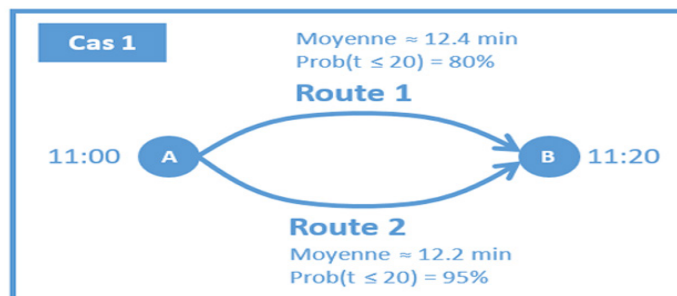 Cas 1
Moyenne ≈ 12.4 min
Prob(t ≤ 20) = 80%
Route 1
11:00
A
B
11:20
Route 2
Moyenne ≈ 12.2 min
Prob(t ≤ 20) = 95%